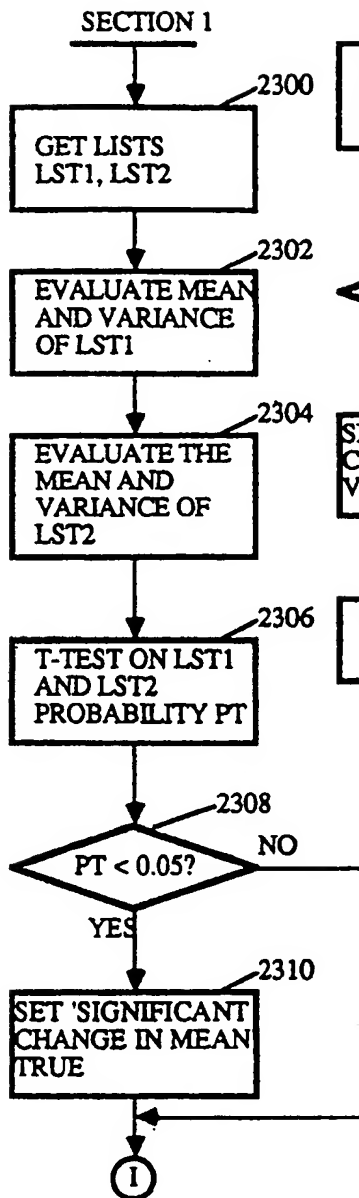 SECTION 1
2300
GET LISTS
LST1, LST2
2302
EVALUATE MEAN
AND VARIANCE
OF LST1
2304
EVALUATE THE
MEAN AND
VARIANCE OF
LST2
2306
T-TEST ON LST1
AND LST2
PROBABILITY PT
2308
PT < 0.05?
NO
YES
2310
SET 'SIGNIFICANT
CHANGE IN MEAN
TRUE
I
C
V